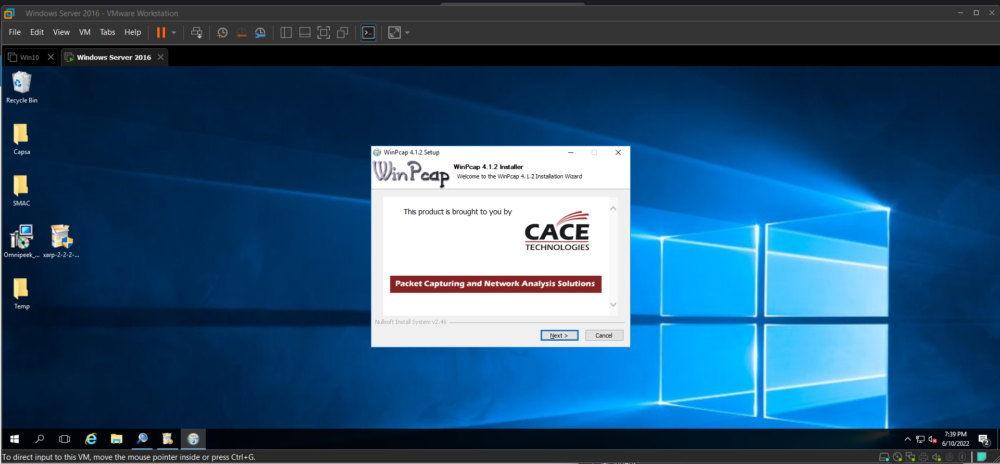 Windows Server 2016 - VMware Workstation
File Edit View VM Tabs Help
Win10
Windows Server 2016
Recycle Bin
Capsa
SMAC
Omnipeek_...
xarp-2-2-2-...
Temp
WinPcap 4.1.2 Setup
WinPcap
WinPcap 4.1.2 Installer
Welcome to the WinPcap 4.1.2 Installation Wizard
This product is brought to you by
CACE
TECHNOLOGIES
Packet Capturing and Network Analysis Solutions
Nullsoft Install System v2.46
Next >
Cancel
7:39 PM
6/10/2022
2
To direct input to this VM, move the mouse pointer inside or press Ctrl+G.